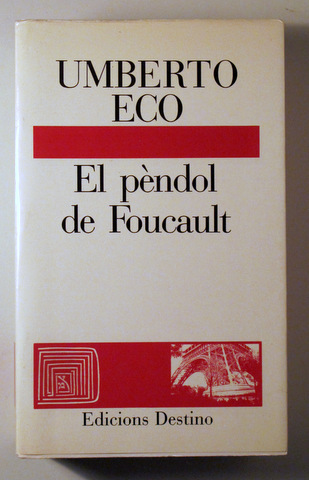 UMBERTO
ECO
El pèndol
de Foucault
Edicions Destino